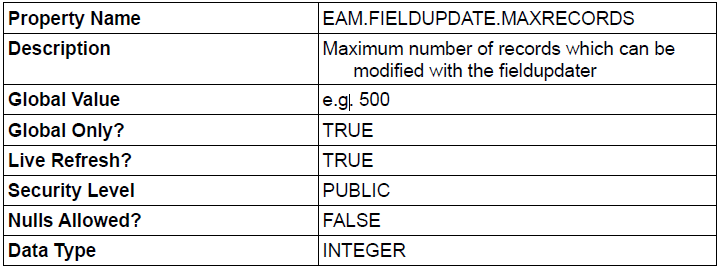 Property Name EAM.FIELDUPDATE.MAXRECORDS
Description Maximum number of records which can be
modified with the fieldupdater
Global Value e.g. 500
Global Only? TRUE
Live Refresh? TRUE
Security Level PUBLIC
Nulls Allowed? FALSE
Data Type INTEGER